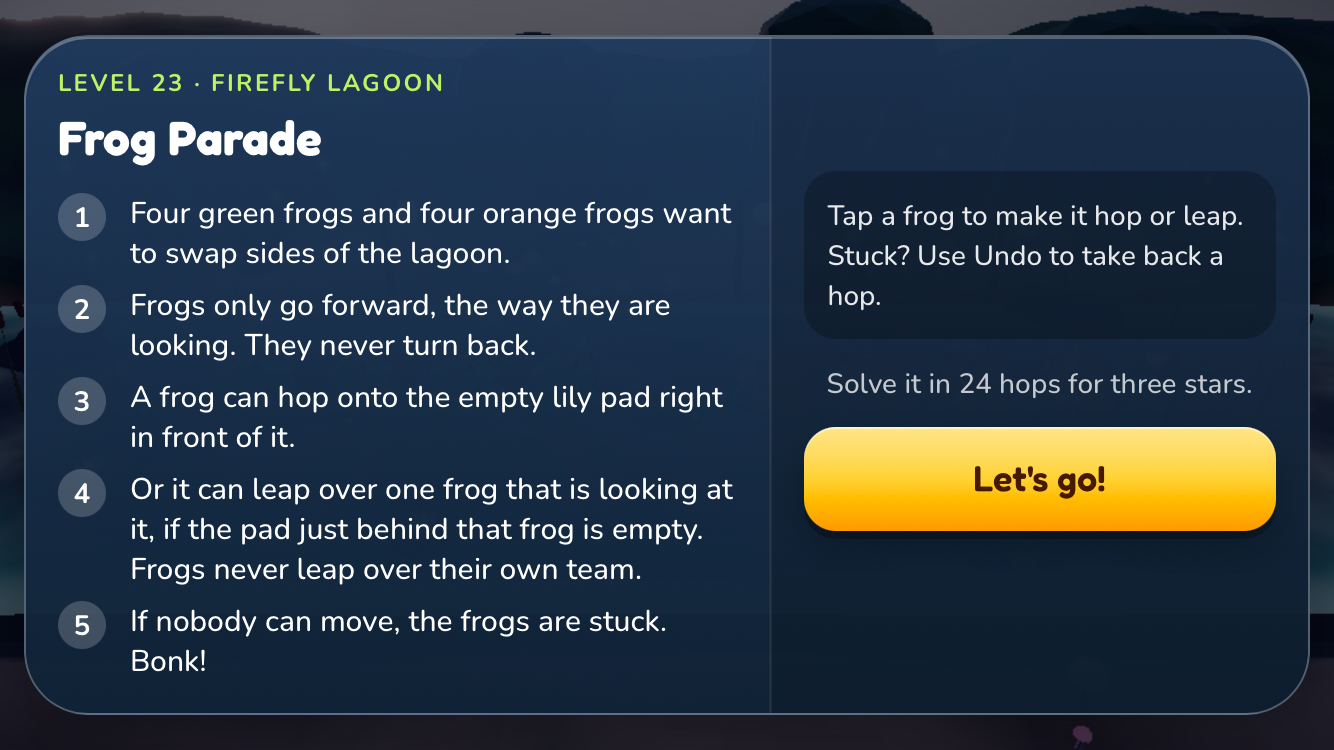 LEVEL 23 · FIREFLY LAGOON
Frog Parade
1 Four green frogs and four orange frogs want
to swap sides of the lagoon.
2 Frogs only go forward, the way they are
looking. They never turn back.
3 A frog can hop onto the empty lily pad right
in front of it.
4 Or it can leap over one frog that is looking at
it, if the pad just behind that frog is empty.
Frogs never leap over their own team.
5 If nobody can move, the frogs are stuck.
Bonk!
Tap a frog to make it hop or leap.
Stuck? Use Undo to take back a
hop.
Solve it in 24 hops for three stars.
Let's go!